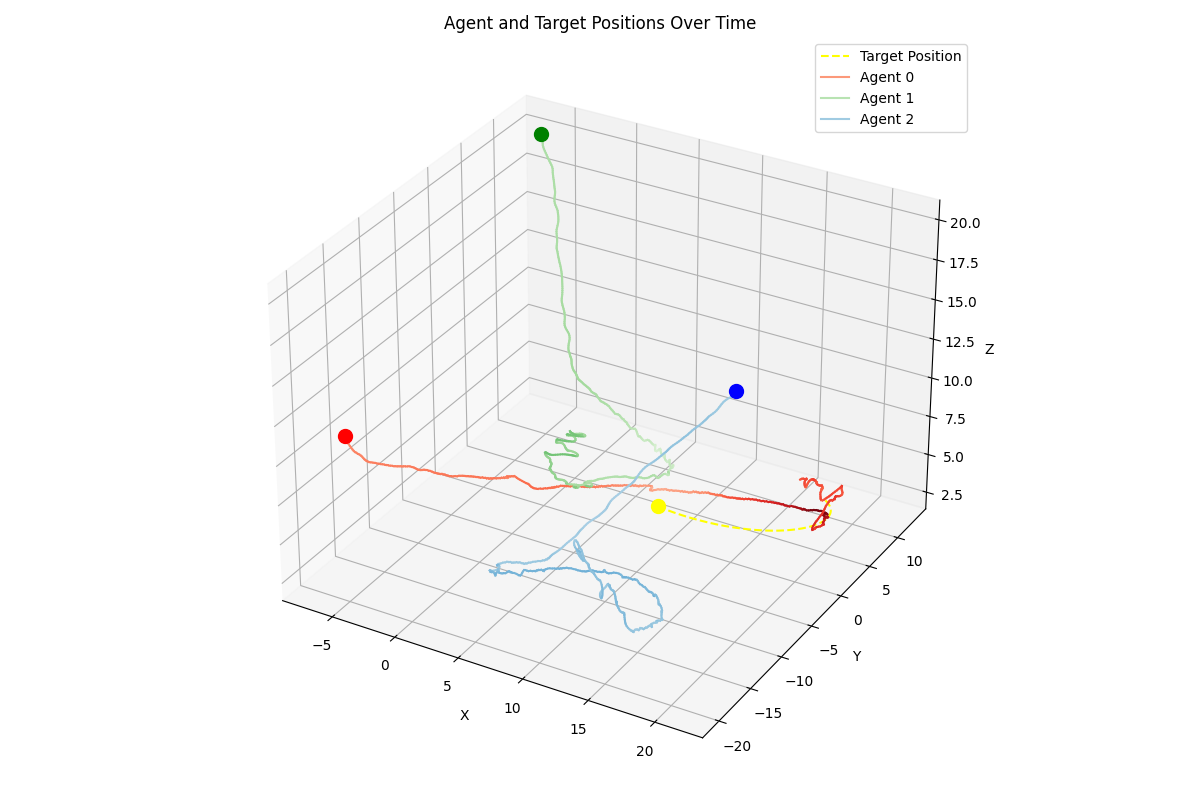 Agent and Target Positions Over Time
Target Position
Agent 0
Agent 1
Agent 2
20.0
17.5
15.0
12.5
10.0
7.5
5.0
2.5
Z
10
5
0
−5
−10
−15
−20
Y
−5
0
5
10
15
20
X